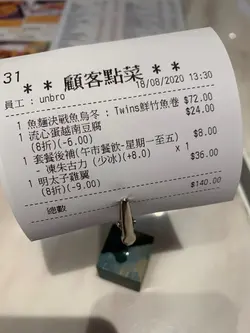 31
* * 顧客點菜 * *
員工 : unbro
18/08/2020 13:30
1 魚麵決戰魚烏冬 : Twins鮮竹魚卷 $72.00
1 流心蛋越南豆腐 $24.00
(8折)(-6.00)
1 套餐後補(午市餐飲-星期一至五) $8.00
- 凍朱古力 (少冰)(+8.0) x 1
1 明太子雞翼 $36.00
(8折)(-9.00)
總數 $140.00